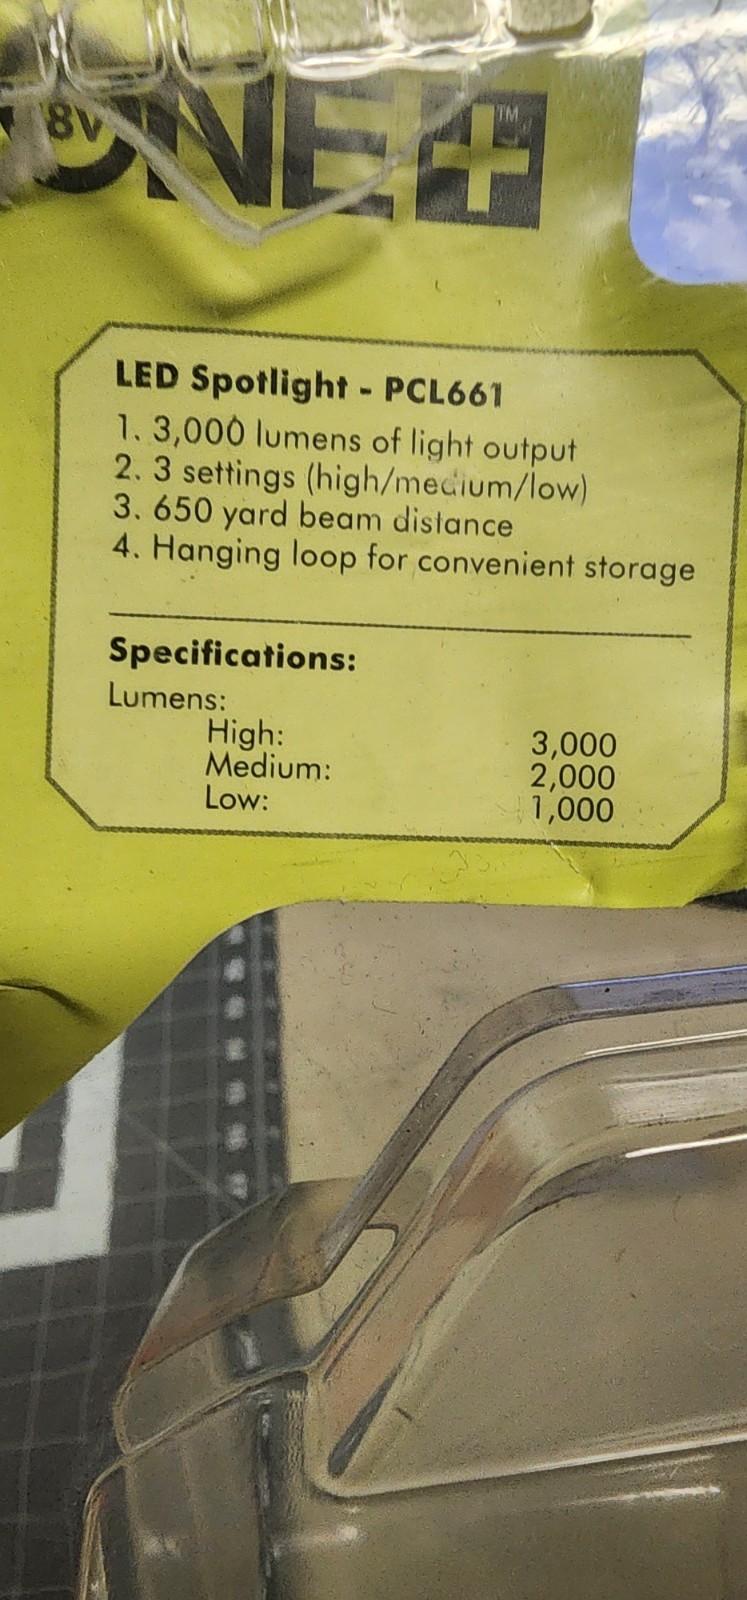 8V
ONE+™
LED Spotlight - PCL661
1. 3,000 lumens of light output
2. 3 settings (high/medium/low)
3. 650 yard beam distance
4. Hanging loop for convenient storage
Specifications:
Lumens:
High: 3,000
Medium: 2,000
Low: 1,000